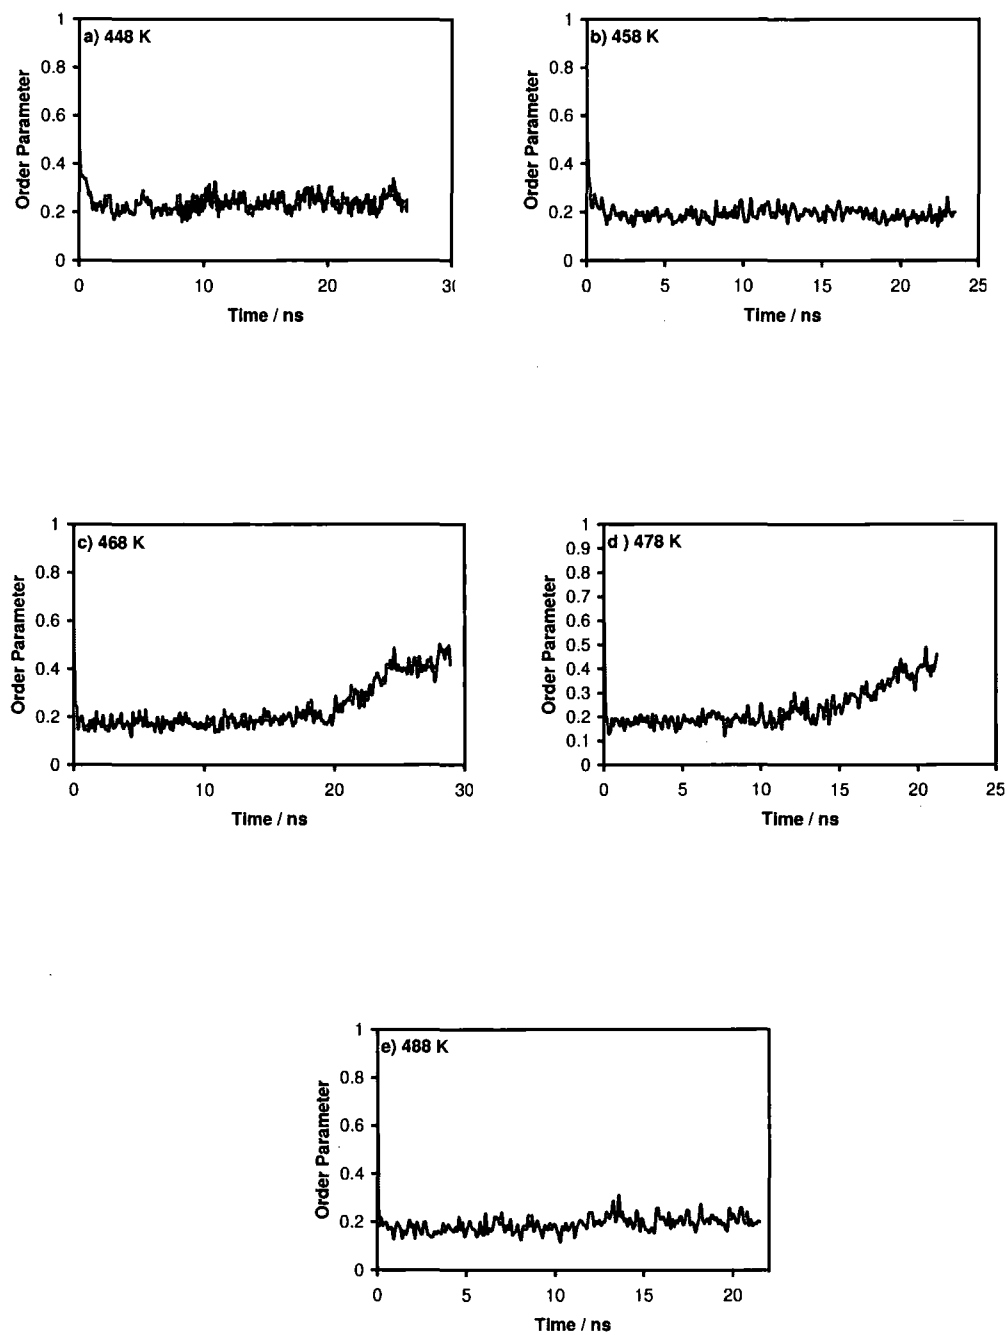 a) 448 K
Order Parameter
1
0.8
0.6
0.4
0.2
0
0 10 20 30
Time / ns
b) 458 K
Order Parameter
1
0.8
0.6
0.4
0.2
0
0 5 10 15 20 25
Time / ns
c) 468 K
Order Parameter
1
0.8
0.6
0.4
0.2
0
0 10 20 30
Time / ns
d ) 478 K
Order Parameter
1
0.9
0.8
0.7
0.6
0.5
0.4
0.3
0.2
0.1
0
0 5 10 15 20 25
Time / ns
e) 488 K
Order Parameter
1
0.8
0.6
0.4
0.2
0
0 5 10 15 20
Time / ns